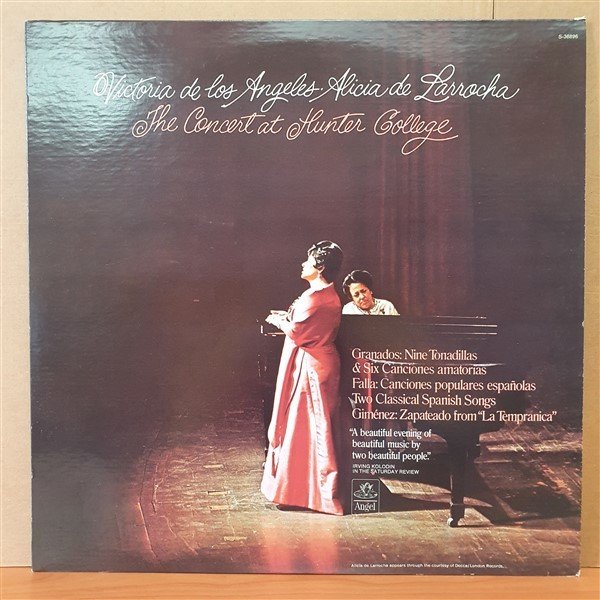 S-36896
Victoria de los Angeles Alicia de Larrocha
The Concert at Hunter College
Granados: Nine Tonadillas
& Six Canciones amatorias
Falla: Canciones populares españolas
Two Classical Spanish Songs
Giménez: Zapateado from "La Tempranica"
"A beautiful evening of
beautiful music by
two beautiful people."
IRVING KOLODIN
IN THE SATURDAY REVIEW
Angel
Alicia de Larrocha appears through the courtesy of Decca/London Records.